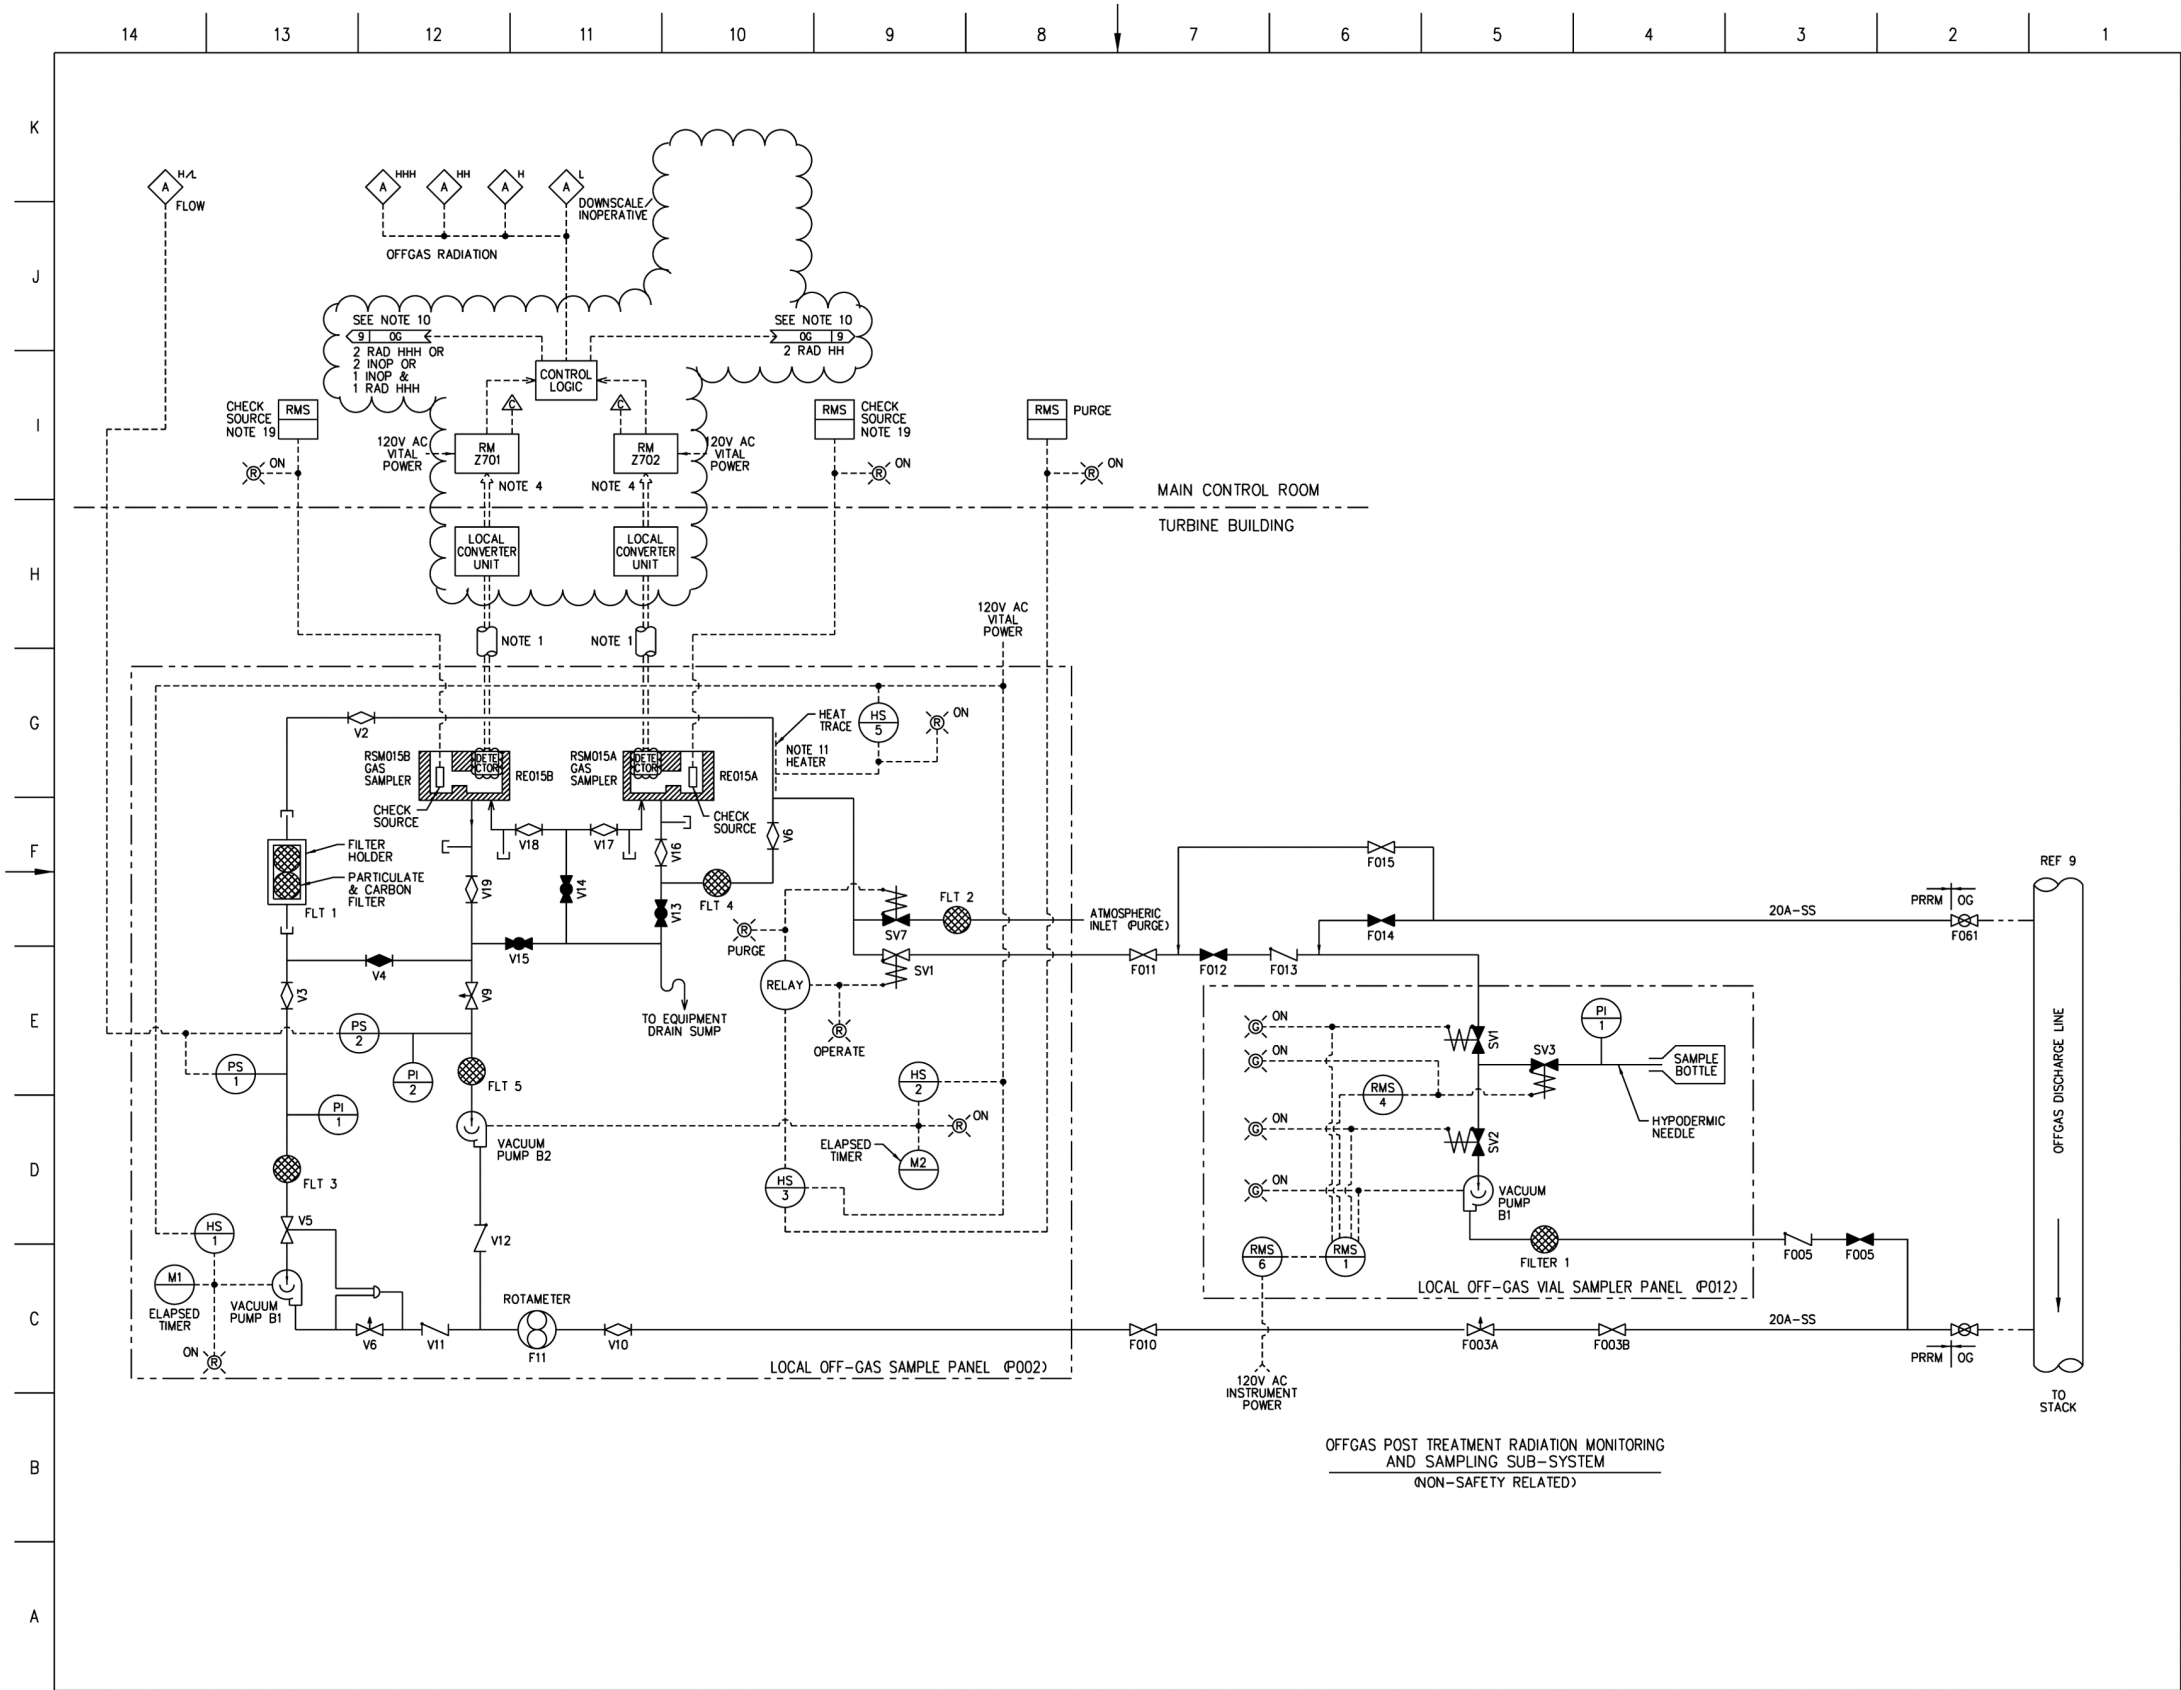 14 13 12 11 10 9 8 7 6 5 4 3 2 1
K
A H/L
FLOW
A HHH
A HH
A H
A L
DOWNSCALE/
INOPERATIVE
OFFGAS RADIATION
J
SEE NOTE 10
9 OG
2 RAD HHH OR
2 INOP OR
1 INOP &
1 RAD HHH
SEE NOTE 10
OG 9
2 RAD HH
CONTROL
LOGIC
I
CHECK
SOURCE
NOTE 19
RMS
R ON
C
C
120V AC
VITAL
POWER
RM
Z701
RM
Z702
120V AC
VITAL
POWER
RMS
CHECK
SOURCE
NOTE 19
R ON
RMS
PURGE
R ON
NOTE 4
NOTE 4
MAIN CONTROL ROOM
TURBINE BUILDING
H
LOCAL
CONVERTER
UNIT
LOCAL
CONVERTER
UNIT
NOTE 1
NOTE 1
120V AC
VITAL
POWER
G
V2
HEAT
TRACE
HS
5
R ON
NOTE 11
HEATER
RSM015B
GAS
SAMPLER
DETE
CTOR
RE015B
RSM015A
GAS
SAMPLER
DETE
CTOR
RE015A
CHECK
SOURCE
CHECK
SOURCE
F
FILTER
HOLDER
PARTICULATE
& CARBON
FILTER
FLT 1
V18
V17
V16
V6
V19
V14
V13
FLT 4
FLT 2
SV7
ATMOSPHERIC
INLET (PURGE)
R
PURGE
F015
F014
20A-SS
PRRM OG
F061
REF 9
V4
V15
SV1
RELAY
F011
F012
F013
E
V3
V9
TO EQUIPMENT
DRAIN SUMP
R
OPERATE
PS
2
PS
1
PI
2
FLT 5
HS
2
G ON
G ON
SV1
SV3
PI
1
SAMPLE
BOTTLE
RMS
4
HYPODERMIC
NEEDLE
OFFGAS DISCHARGE LINE
D
PI
1
VACUUM
PUMP B2
R ON
ELAPSED
TIMER
M2
FLT 3
HS
3
G ON
SV2
G ON
VACUUM
PUMP
B1
HS
1
V5
V12
RMS
6
RMS
1
FILTER 1
F005
F005
LOCAL OFF-GAS VIAL SAMPLER PANEL (P012)
C
M1
ELAPSED
TIMER
VACUUM
PUMP B1
ROTAMETER
V6
V11
F11
V10
ON R
LOCAL OFF-GAS SAMPLE PANEL (P002)
F010
F003A
F003B
20A-SS
PRRM OG
120V AC
INSTRUMENT
POWER
TO
STACK
B
OFFGAS POST TREATMENT RADIATION MONITORING
AND SAMPLING SUB-SYSTEM
(NON-SAFETY RELATED)
A